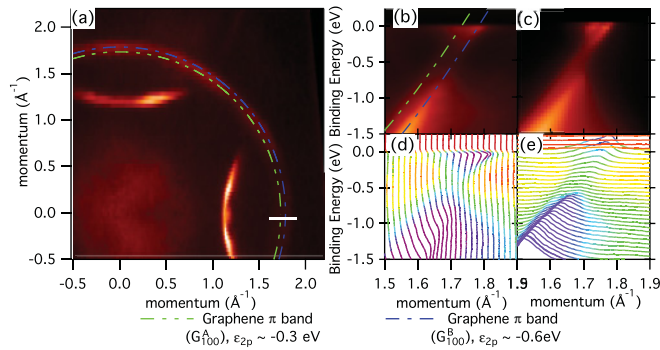 (a)
(b)
(c)
(d)
(e)
momentum (Å⁻¹)
2.0
1.5
1.0
0.5
0.0
-0.5
-0.5 0.0 0.5 1.0 1.5 2.0
momentum (Å⁻¹)
Binding Energy (eV)
0.0
-0.5
-1.0
-1.5
Binding Energy (eV)
0.0
-0.5
-1.0
-1.5
1.5 1.6 1.7 1.8 1.9
momentum (Å⁻¹)
1.6 1.7 1.8 1.9
momentum (Å⁻¹)
Graphene π band
(G₁₀₀ᴬ), ε₂ₚ ~ -0.3 eV
Graphene π band
(G₁₀₀ᴮ), ε₂ₚ ~ -0.6eV